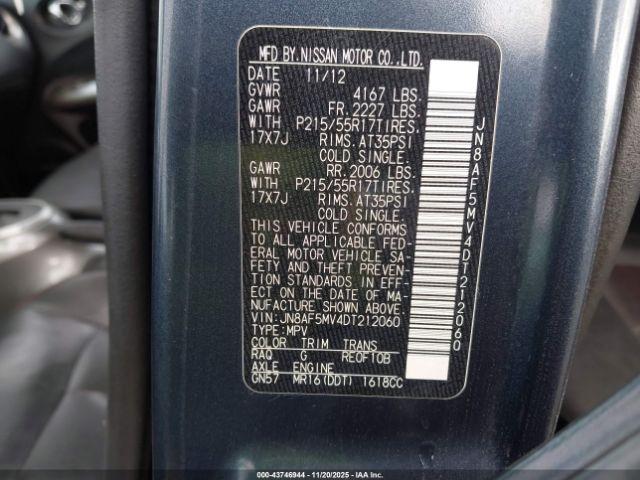 MFD BY.NISSAN MOTOR CO.,LTD.
DATE 11/12
GVWR 4167 LBS.
GAWR FR.2227 LBS.
WITH P215/55R17TIRES.
17X7J RIMS.AT35PSI
COLD SINGLE.
GAWR RR.2006 LBS.
WITH P215/55R17TIRES.
17X7J RIMS.AT35PSI
COLD SINGLE.
THIS VEHICLE CONFORMS
TO ALL APPLICABLE FED-
ERAL MOTOR VEHICLE SA-
FETY AND THEFT PREVEN-
TION STANDARDS IN EFF-
ECT ON THE DATE OF MA-
NUFACTURE SHOWN ABOVE.
VIN:JN8AF5MV4DT212060
TYPE:MPV
COLOR TRIM TRANS
RAQ G RE0F10B
AXLE ENGINE
GN57 MR16(DDT) 1618CC
JN8AF5MV4DT212060
000-43746944 - 11/20/2025 - IAA Inc.